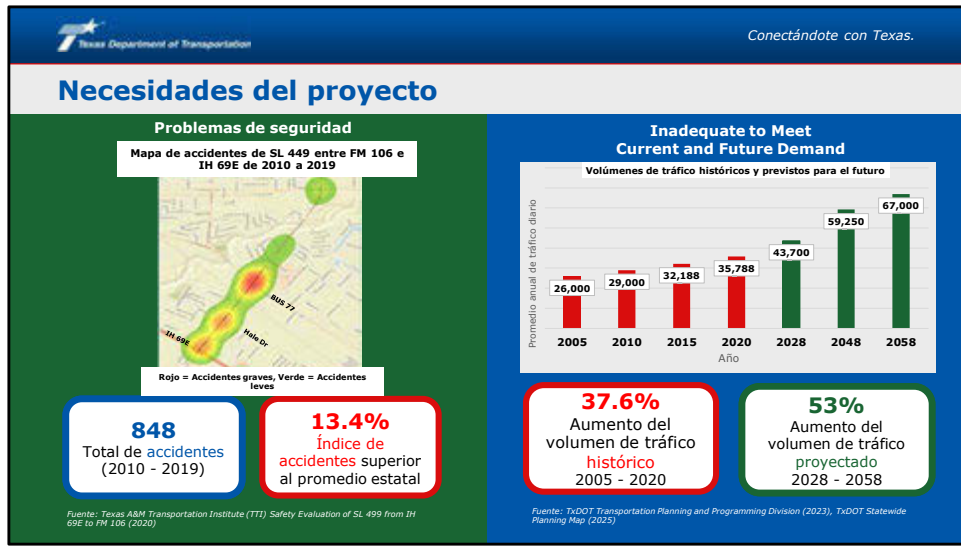 Texas Department of Transportation
Conectándote con Texas.
Necesidades del proyecto
Problemas de seguridad
Mapa de accidentes de SL 449 entre FM 106 e
IH 69E de 2010 a 2019
BUS 77
Hale Dr
IH 69E
Rojo = Accidentes graves, Verde = Accidentes
leves
848
Total de accidentes
(2010 - 2019)
13.4%
Índice de
accidentes superior
al promedio estatal
Fuente: Texas A&M Transportation Institute (TTI) Safety Evaluation of SL 499 from IH
69E to FM 106 (2020)
Inadequate to Meet
Current and Future Demand
Volúmenes de tráfico históricos y previstos para el futuro
Promedio anual de tráfico diario
26,000
29,000
32,188
35,788
43,700
59,250
67,000
2005 2010 2015 2020 2028 2048 2058
Año
37.6%
Aumento del
volumen de tráfico
histórico
2005 - 2020
53%
Aumento del
volumen de tráfico
proyectado
2028 - 2058
Fuente: TxDOT Transportation Planning and Programming Division (2023), TxDOT Statewide
Planning Map (2025)